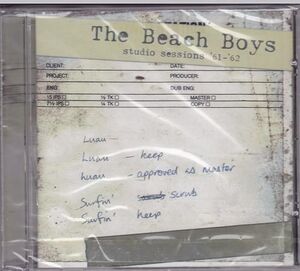 The Beach Boys
studio sessions '61-'62
CLIENT: DATE:
PROJECT: PRODUCER:
ENG: DUB ENG:
15 IPS ½ TK MASTER
7½ IPS ¼ TK COPY
Luau —
Luau — keep
Luau — approved as master
Surfin' scrub
Surfin' keep